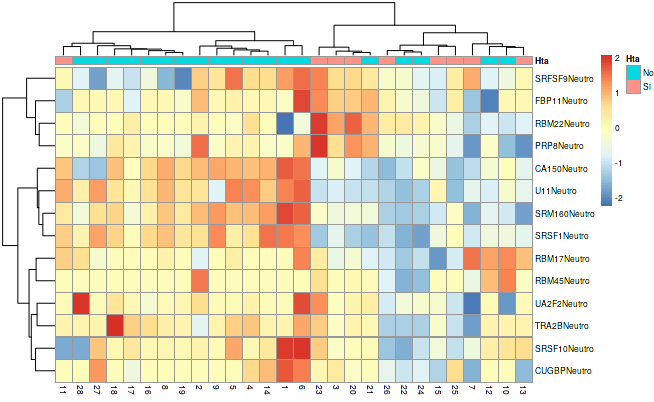 Hta
SRFSF9Neutro
FBP11Neutro
RBM22Neutro
PRP8Neutro
CA150Neutro
U11Neutro
SRM160Neutro
SRSF1Neutro
RBM17Neutro
RBM45Neutro
UA2F2Neutro
TRA2BNeutro
SRSF10Neutro
CUGBPNeutro
11 28 27 18 17 16 8 19 2 9 5 4 14 1 6 23 3 20 21 26 22 24 15 25 7 12 10 13
2
1
0
-1
-2
Hta
No
Si